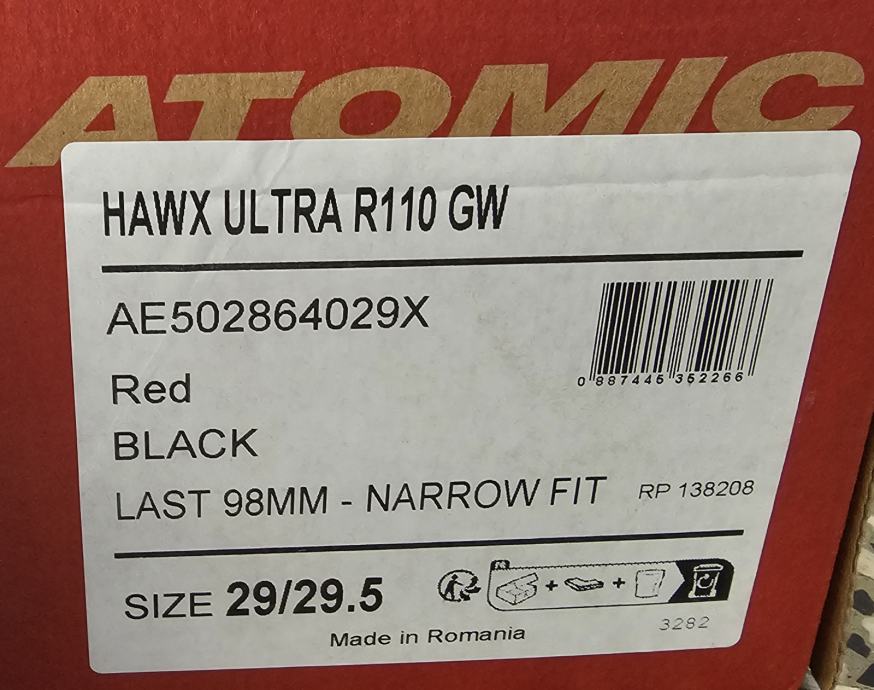 ATOMIC
HAWX ULTRA R110 GW
AE502864029X
0 887445 352266
Red
BLACK
LAST 98MM - NARROW FIT RP 138208
SIZE 29/29.5
FR
+ +
Made in Romania
3282